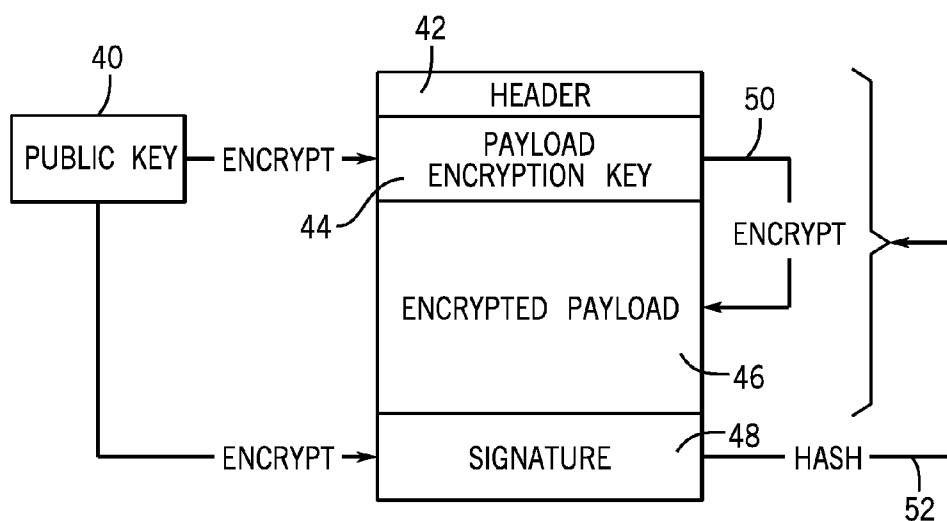 42
40
HEADER
50
PUBLIC KEY
ENCRYPT
PAYLOAD
ENCRYPTION KEY
44
ENCRYPT
ENCRYPTED PAYLOAD
46
ENCRYPT
SIGNATURE
48
HASH
52